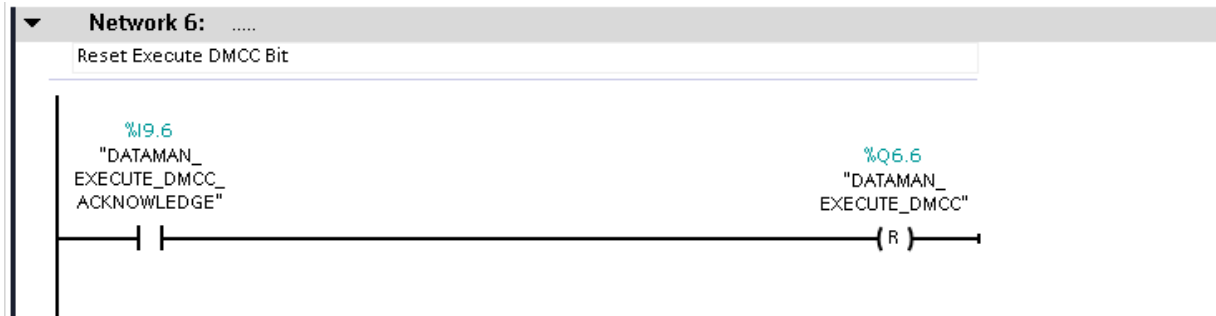 Network 6: .....
Reset Execute DMCC Bit
%I9.6
"DATAMAN_
EXECUTE_DMCC_
ACKNOWLEDGE"
%Q6.6
"DATAMAN_
EXECUTE_DMCC"
R